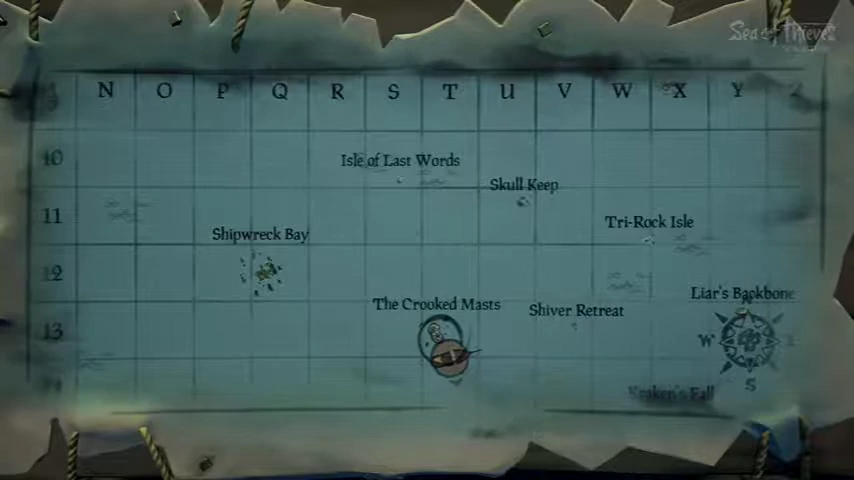 Sea of Thieves
N O P Q R S T U V W X Y
10
Isle of Last Words
Skull Keep
11
Tri-Rock Isle
Shipwreck Bay
12
Liar's Backbone
The Crooked Masts
Shiver Retreat
13
W
S
Kraken's Fall